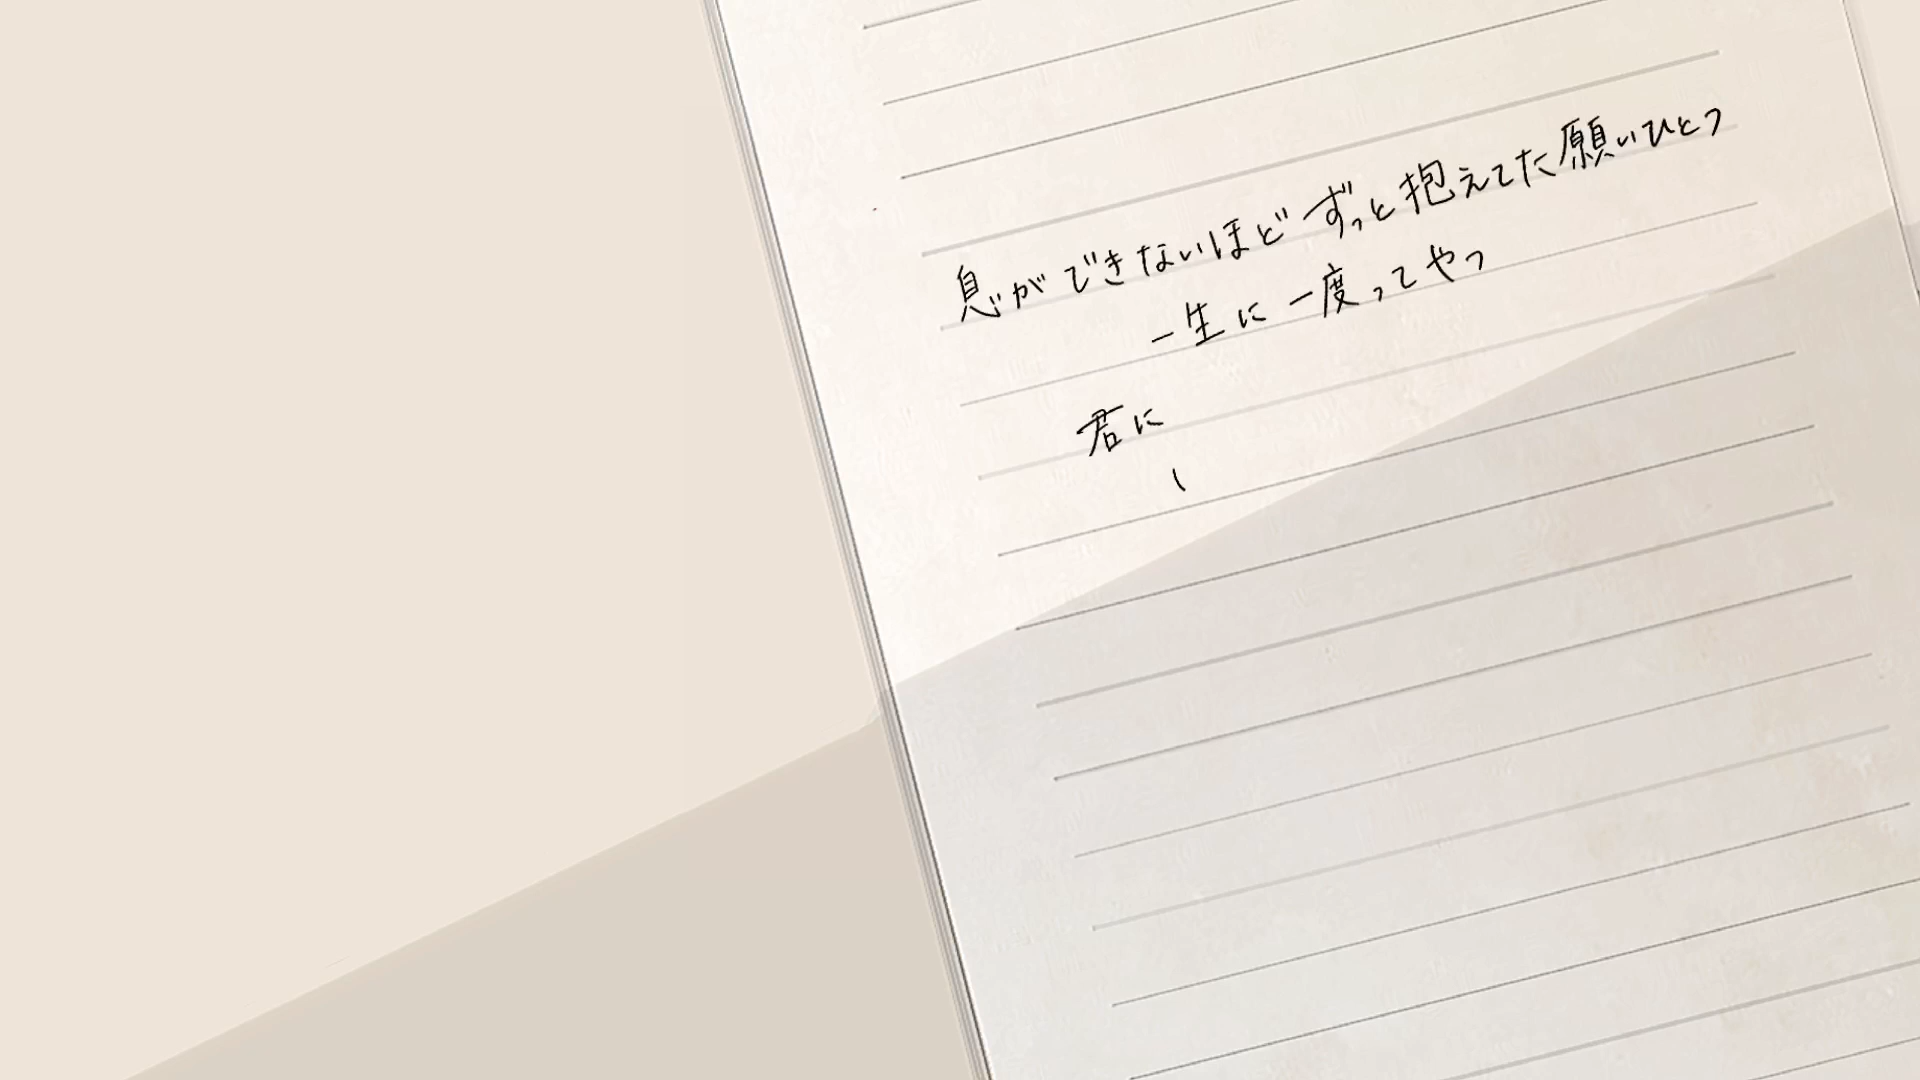 息ができないほど ずっと抱えてた願いひとつ
一生に一度ってやつ
君に